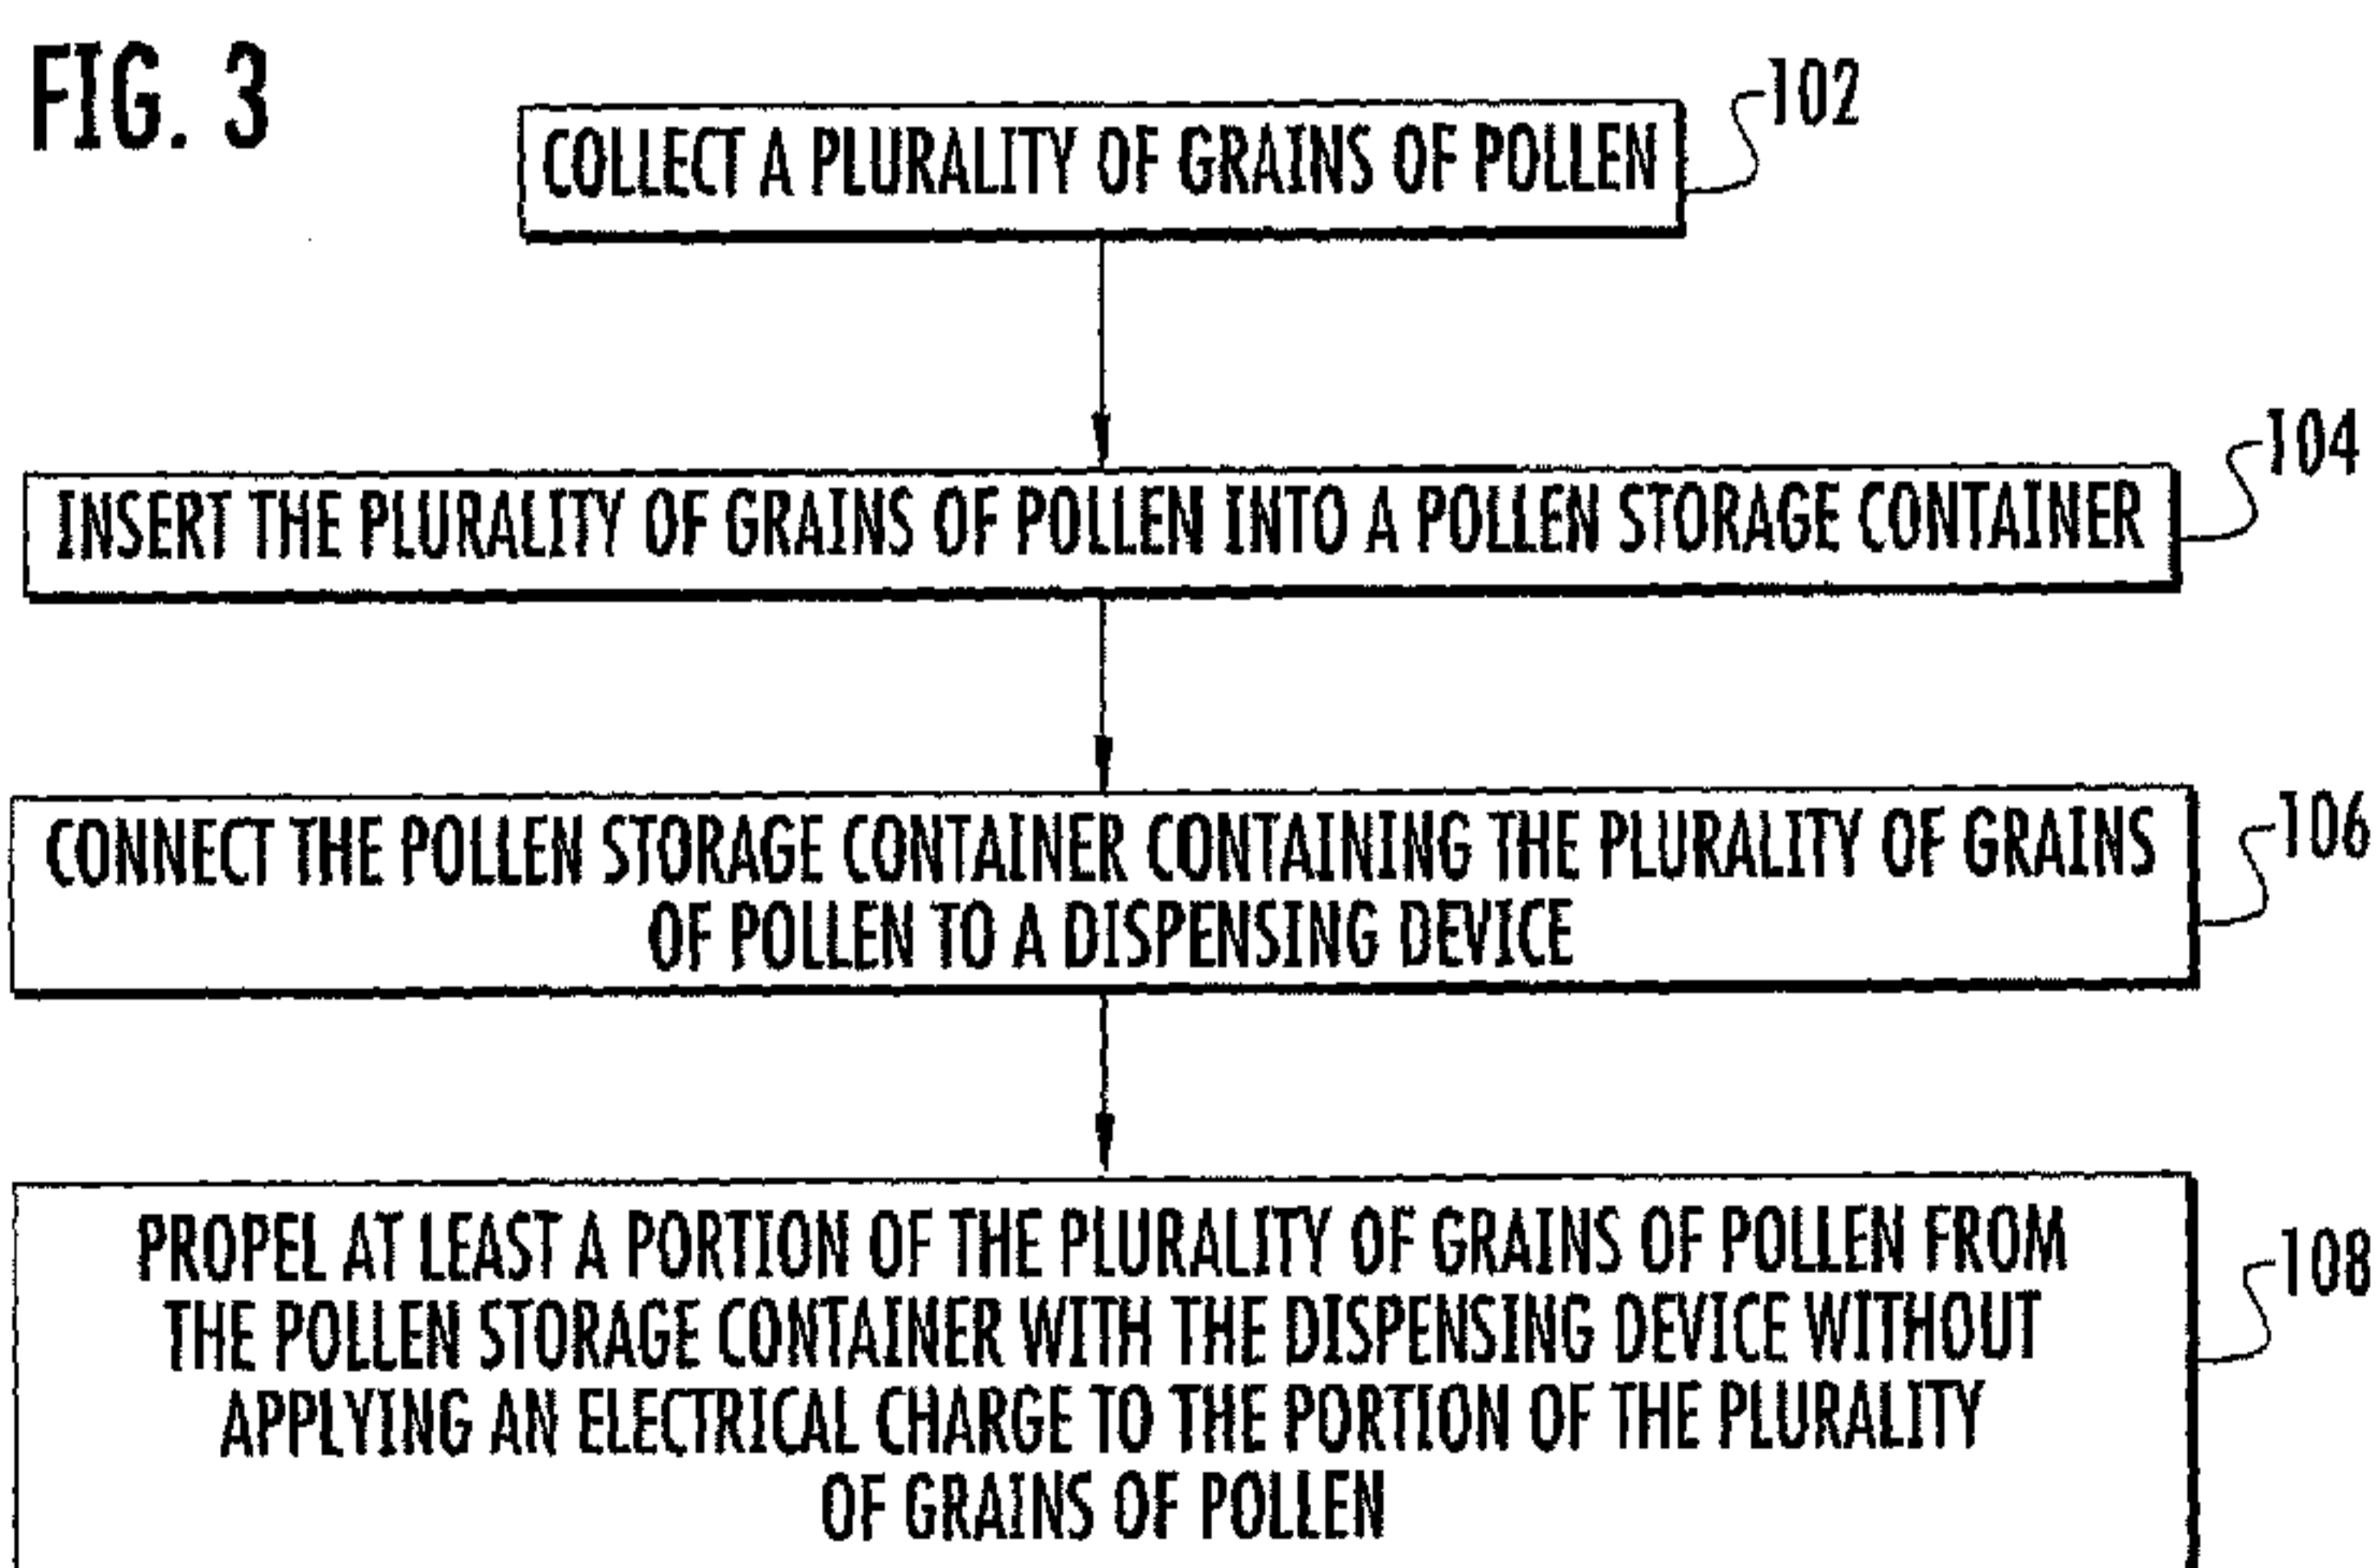 FIG. 3
102
COLLECT A PLURALITY OF GRAINS OF POLLEN
104
INSERT THE PLURALITY OF GRAINS OF POLLEN INTO A POLLEN STORAGE CONTAINER
106
CONNECT THE POLLEN STORAGE CONTAINER CONTAINING THE PLURALITY OF GRAINS
OF POLLEN TO A DISPENSING DEVICE
108
PROPEL AT LEAST A PORTION OF THE PLURALITY OF GRAINS OF POLLEN FROM
THE POLLEN STORAGE CONTAINER WITH THE DISPENSING DEVICE WITHOUT
APPLYING AN ELECTRICAL CHARGE TO THE PORTION OF THE PLURALITY
OF GRAINS OF POLLEN